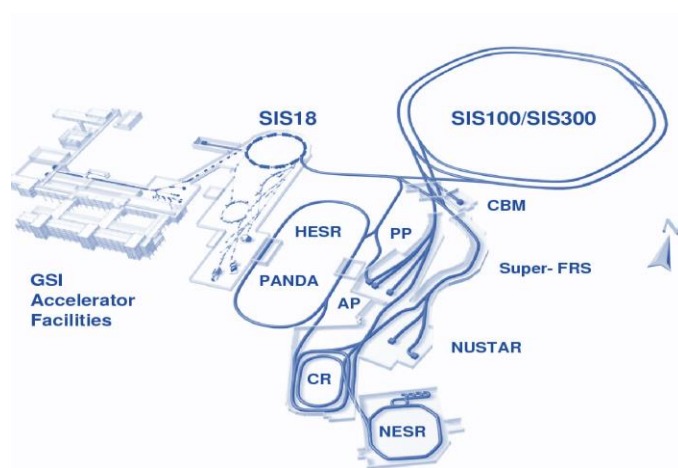 SIS18
SIS100/SIS300
CBM
HESR
PP
PANDA
Super- FRS
GSI
Accelerator
Facilities
AP
NUSTAR
CR
NESR